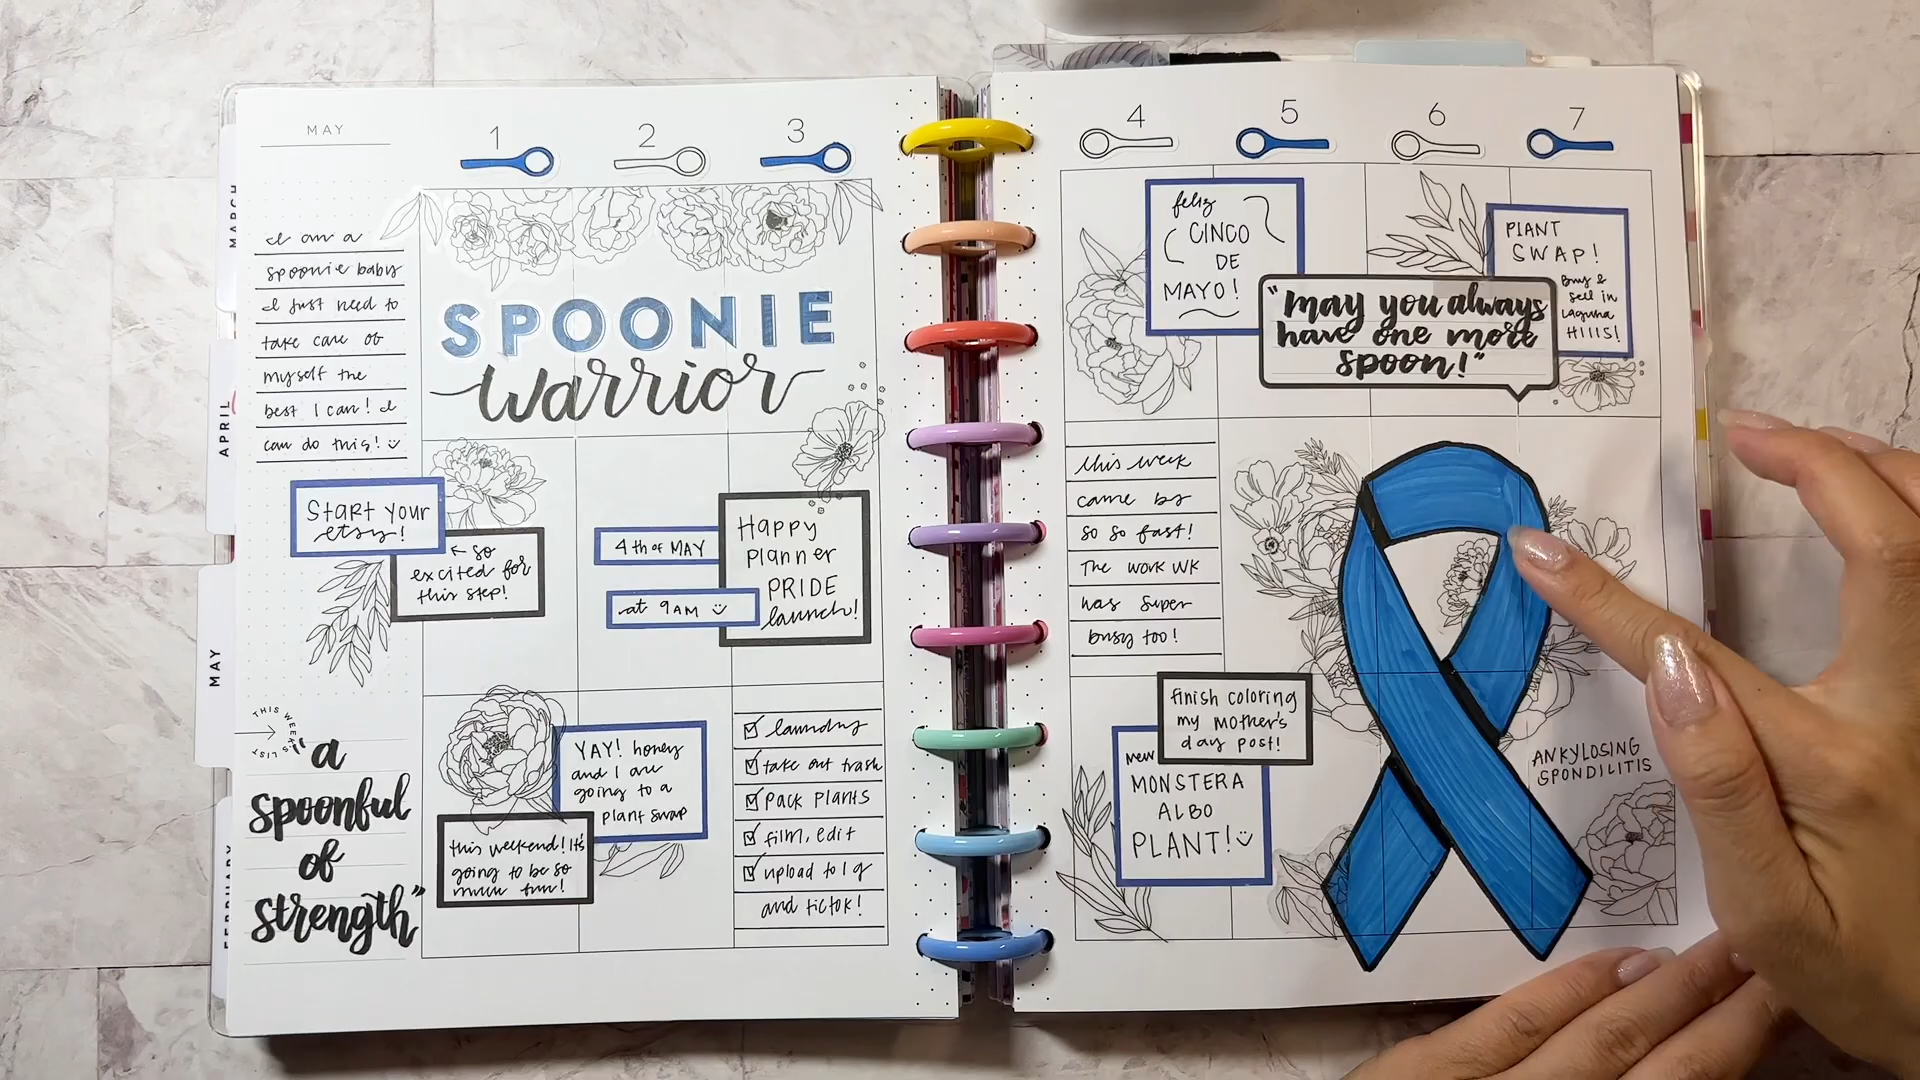 MARCH
APRIL
MAY
FEBRUARY
MAY
1
2
3
I am a
spoonie baby
I just need to
take care of
myself the
best I can! I
can do this!
SPOONIE
warrior
Start your
etsy!
← so
excited for
this step!
4th of MAY
at 9AM
Happy
planner
PRIDE
launch!
THIS WEEK'S LIST
"a
spoonful
of
strength"
YAY! honey
and I are
going to a
plant swap
this weekend! It's
going to be so
much fun!
laundry
take out trash
pack plants
film, edit
upload to ig
and tictok!
4
5
6
7
feliz
CINCO
DE
MAYO!
PLANT
SWAP!
Buy &
sell in
Laguna
Hills!
"may you always
have one more
spoon!"
this week
came by
so so fast!
The work wk
was super
busy too!
finish coloring
my mother's
day post!
new
MONSTERA
ALBO
PLANT!
ANKYLOSING
SPONDILITIS